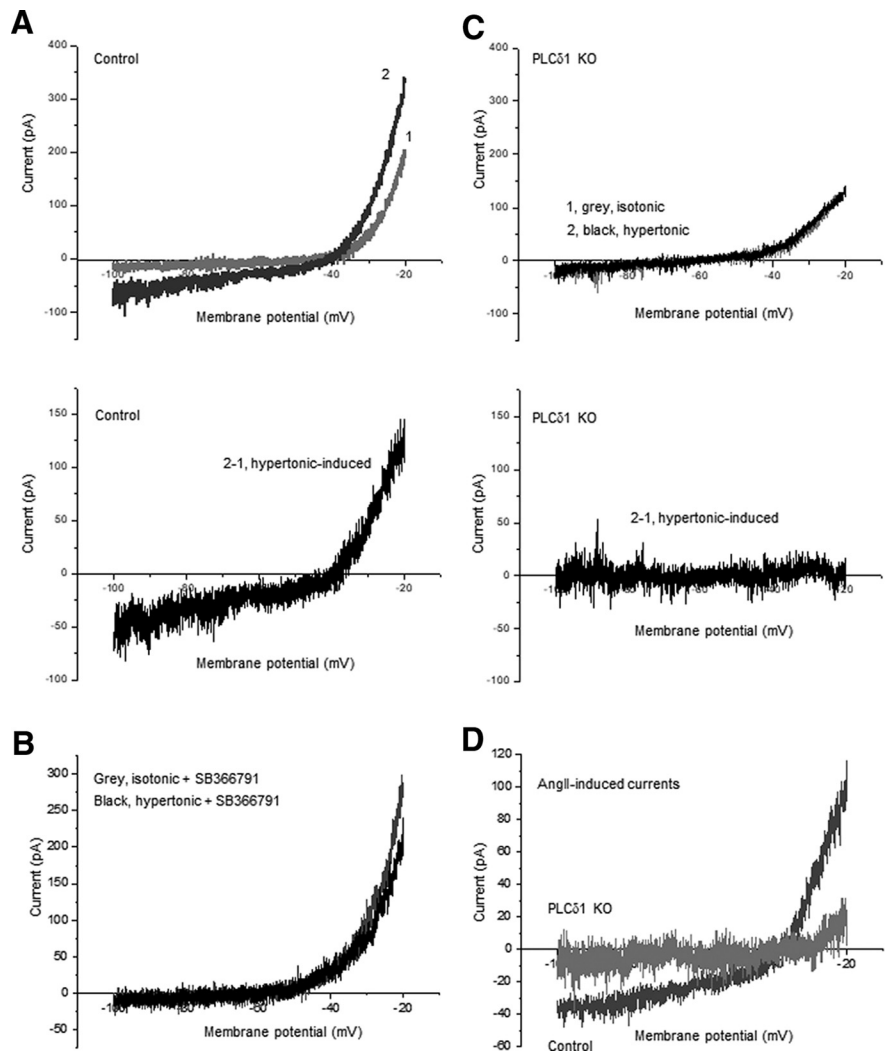 A
Control
2
1
Current (pA)
400
300
200
100
0
-100
-100
-40
-20
Membrane potential (mV)
Control
2-1, hypertonic-induced
Current (pA)
150
100
50
0
-50
-100
-100
-80
-60
-40
-20
Membrane potential (mV)
B
Grey, isotonic + SB366791
Black, hypertonic + SB366791
Current (pA)
300
250
200
150
100
50
0
-50
-100
-80
-60
-40
-20
Membrane potential (mV)
C
PLCδ1 KO
1, grey, isotonic
2, black, hypertonic
Current (pA)
400
300
200
100
0
-100
-100
-80
-60
-40
-20
Membrane potential (mV)
PLCδ1 KO
2-1, hypertonic-induced
Current (pA)
150
100
50
0
-50
-100
-40
-20
Membrane potential (mV)
D
AngII-induced currents
PLCδ1 KO
Control
Current (pA)
120
100
80
60
40
20
0
-20
-40
-60
-20
Membrane potential (mV)